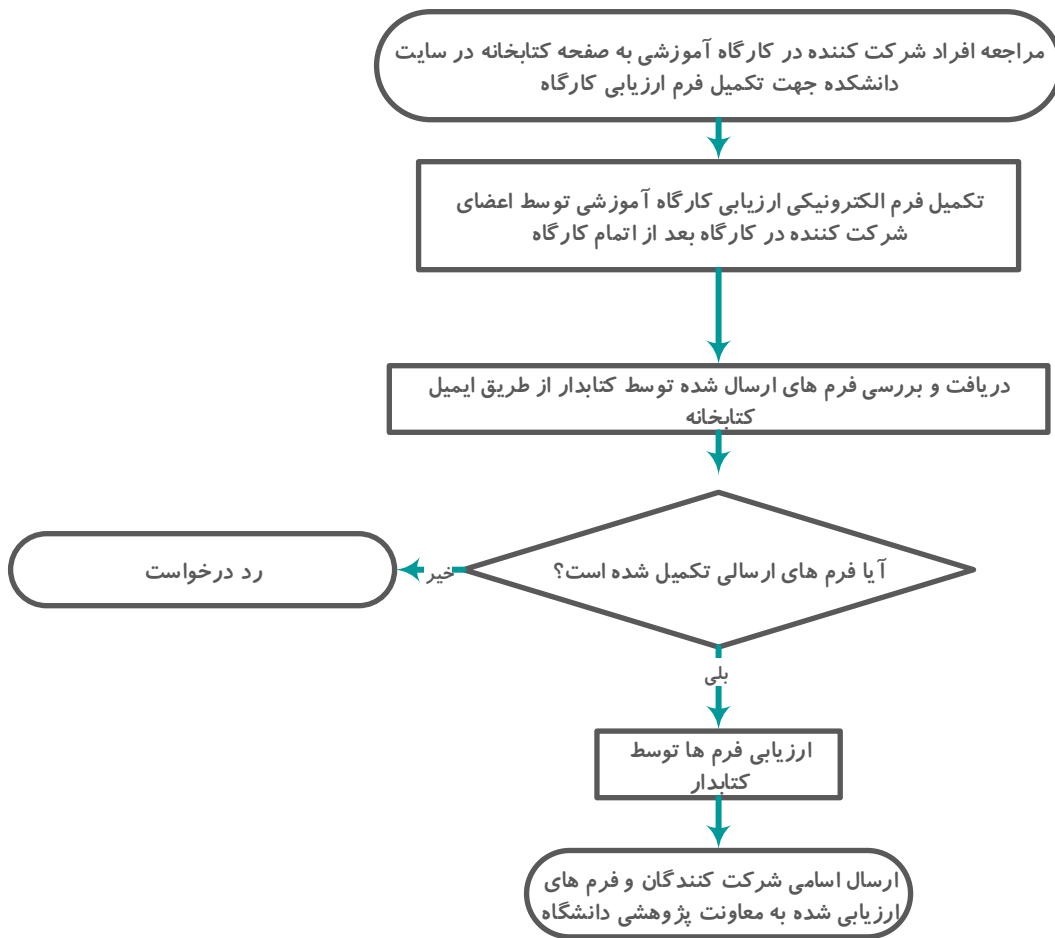 مراجعه افراد شرکت کننده در کارگاه آموزشی به صفحه کتابخانه در سایت
دانشکده جهت تکمیل فرم ارزیابی کارگاه
تکمیل فرم الکترونیکی ارزیابی کارگاه آموزشی توسط اعضای
شرکت کننده در کارگاه بعد از اتمام کارگاه
دریافت و بررسی فرم های ارسال شده توسط کتابدار از طریق ایمیل
کتابخانه
آیا فرم های ارسالی تکمیل شده است؟
خیر
رد درخواست
بلی
ارزیابی فرم ها توسط
کتابدار
ارسال اسامی شرکت کنندگان و فرم های
ارزیابی شده به معاونت پژوهشی دانشگاه